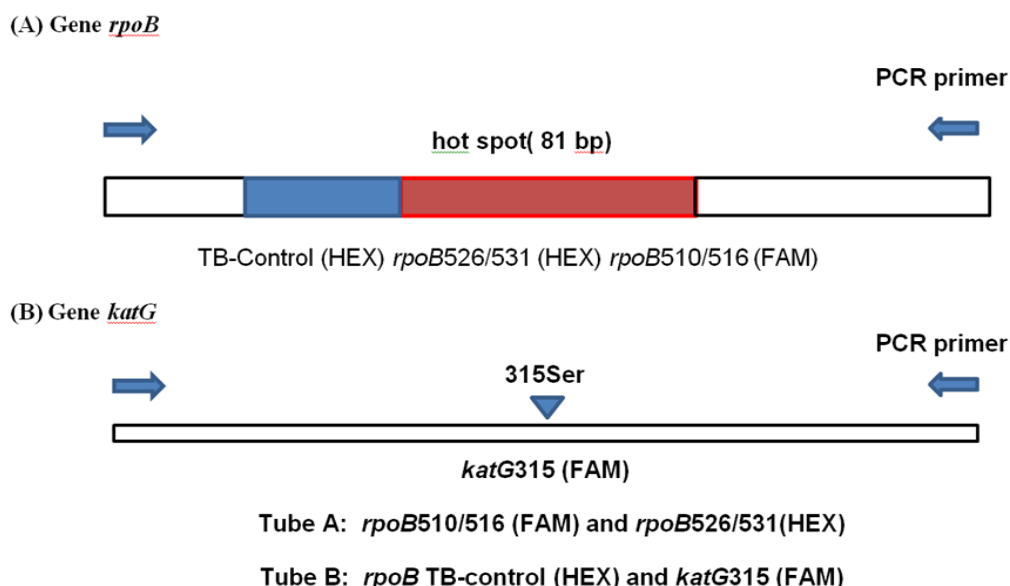 (A) Gene rpoB
PCR primer
hot spot( 81 bp)
TB-Control (HEX) rpoB526/531 (HEX) rpoB510/516 (FAM)
(B) Gene katG
PCR primer
315Ser
katG315 (FAM)
Tube A: rpoB510/516 (FAM) and rpoB526/531(HEX)
Tube B: rpoB TB-control (HEX) and katG315 (FAM)